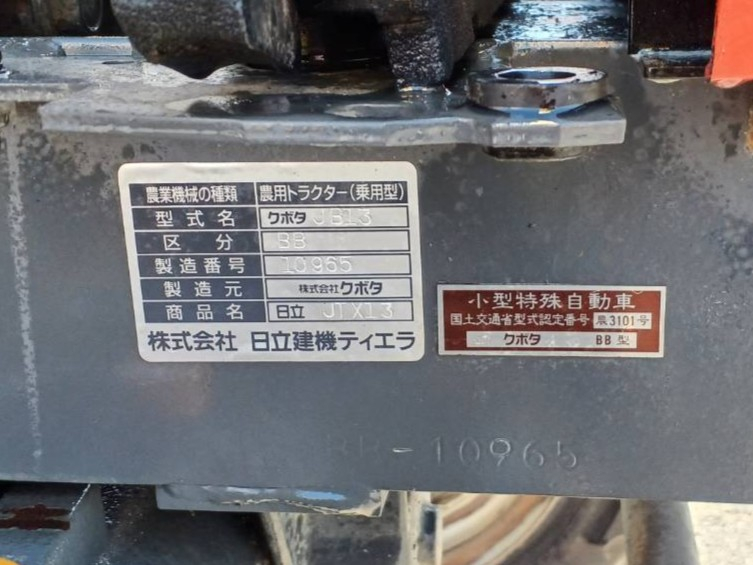 農業機械の種類 農用トラクター(乗用型)
型式名 クボタ JB13
区分 BB
製造番号 10965
製造元 株式会社クボタ
商品名 日立 JTX13
株式会社 日立建機ティエラ
小型特殊自動車
国土交通省型式認定番号 農3101号
クボタ BB型
BB-10965